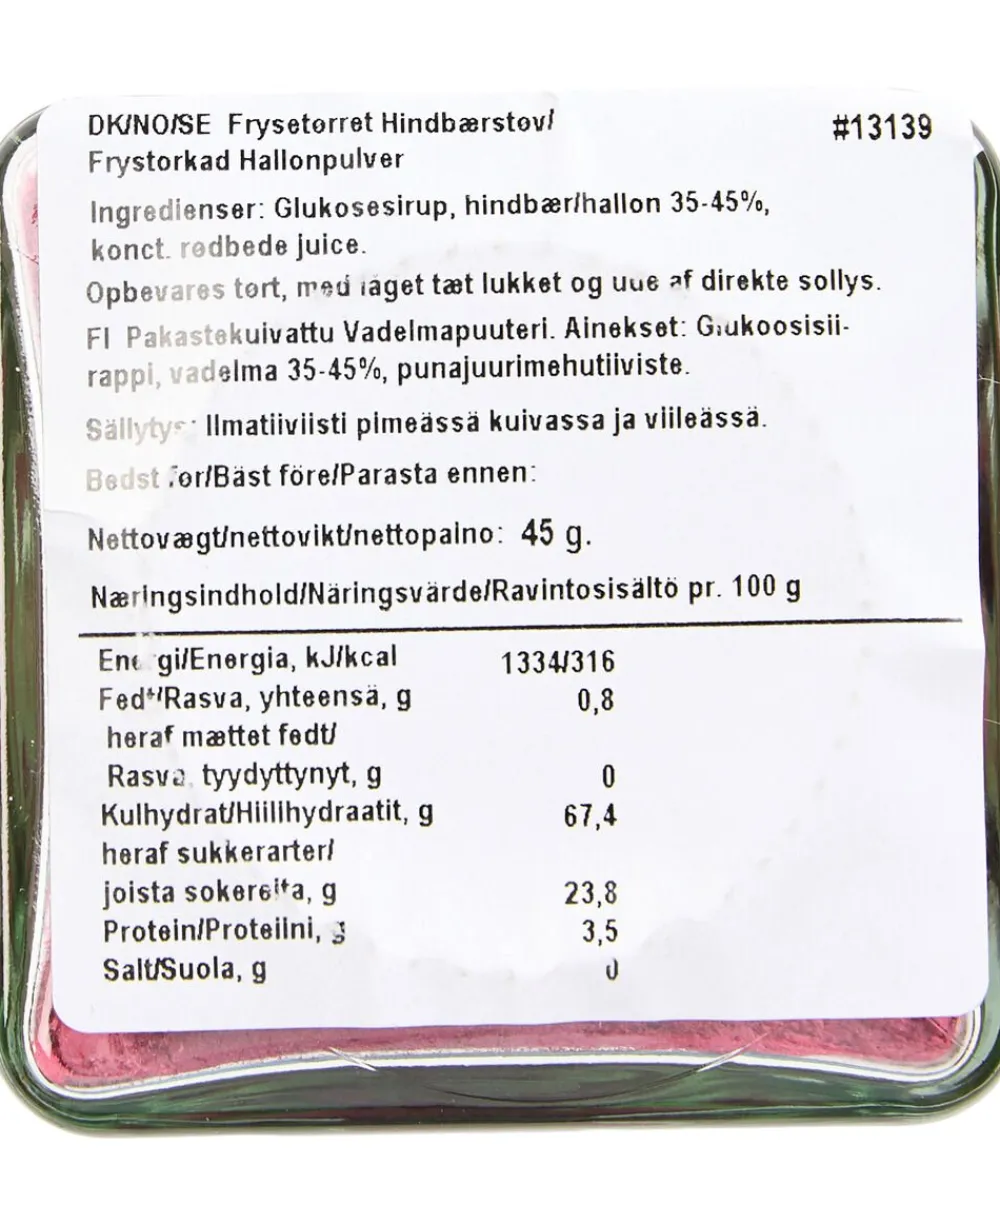 DK/NO/SE Frysetørret Hindbærstøv/
#13139
Frystorkad Hallonpulver
Ingredienser: Glukosesirup, hindbær/hallon 35-45%,
konct. rødbede juice.
Opbevares tørt, med låget tæt lukket og ude af direkte sollys.
FI Pakastekuivattu Vadelmapuuteri. Ainekset: Glukoosisii-
rappi, vadelma 35-45%, punajuurimehutiiviste.
Säilytys: Ilmatiiviisti pimeässä kuivassa ja viileässä.
Bedst før/Bäst före/Parasta ennen:
Nettovægt/nettovikt/nettopaino: 45 g.
Næringsindhold/Näringsvärde/Ravintosisältö pr. 100 g
Energi/Energia, kJ/kcal 1334/316
Fedt/Rasva, yhteensä, g 0,8
heraf mættet fedt/
Rasva, tyydyttynyt, g 0
Kulhydrat/Hiilihydraatit, g 67,4
heraf sukkerarter/
joista sokereita, g 23,8
Protein/Proteiini, g 3,5
Salt/Suola, g 0